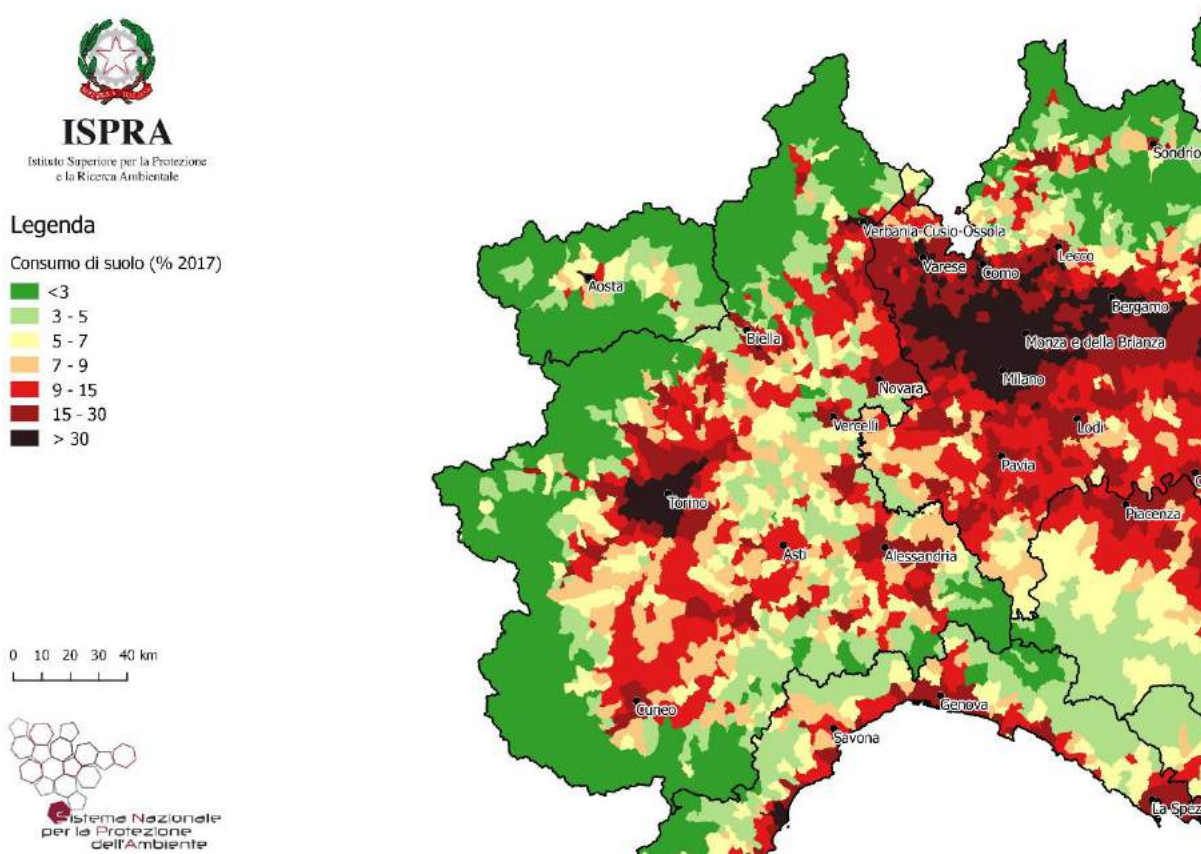 ISPRA
Istituto Superiore per la Protezione
e la Ricerca Ambientale
Legenda
Consumo di suolo (% 2017)
<3
3 - 5
5 - 7
7 - 9
9 - 15
15 - 30
> 30
0 10 20 30 40 km
Sistema Nazionale
per la Protezione
dell'Ambiente
Sondrio
Verbania-Cusio-Ossola
Varese
Como
Lecco
Aosta
Bergamo
Biella
Monza e della Brianza
Milano
Novara
Vercelli
Lodi
Pavia
Torino
Piacenza
Asti
Alessandria
Cuneo
Genova
Savona
La Spez